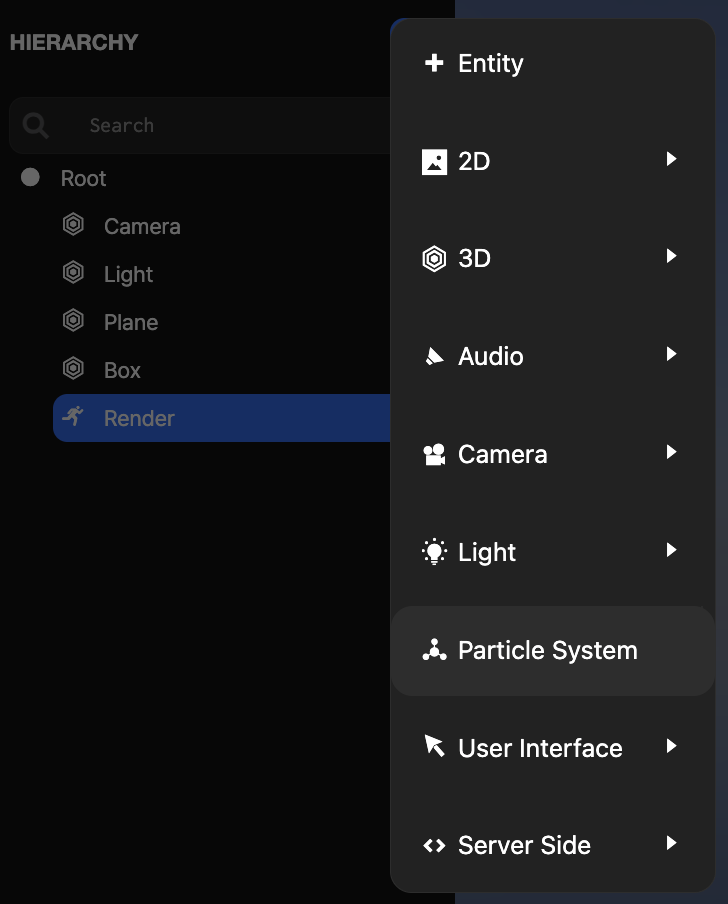 HIERARCHY
Search
Root
Camera
Light
Plane
Box
Render
Entity
2D
3D
Audio
Camera
Light
Particle System
User Interface
Server Side